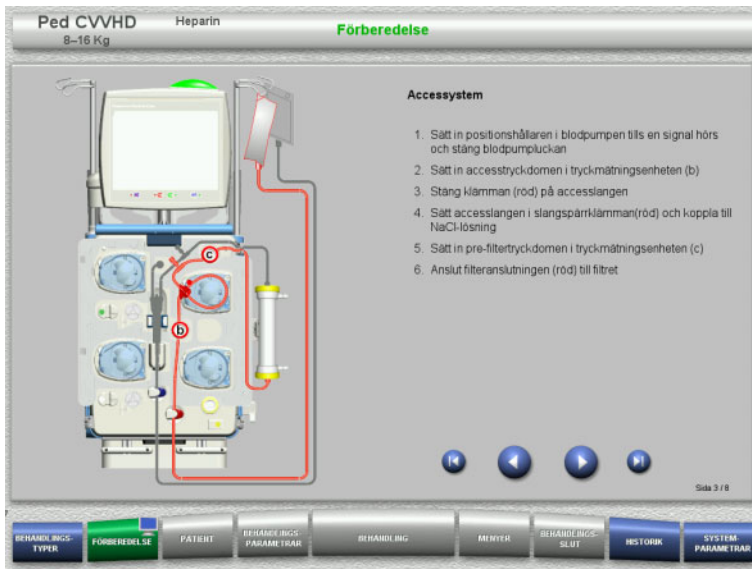 Ped CVVHD
Heparin
8–16 Kg
Förberedelse
Accessystem
1. Sätt in positionshållaren i blodpumpen tills en signal hörs
och stäng blodpumpluckan
2. Sätt in accesstryckdomen i tryckmätningsenheten (b)
3. Stäng klämman (röd) på accesslangen
4. Sätt accesslangen i slangspärrklämman(röd) och koppla till
NaCl-lösning
5. Sätt in pre-filtertryckdomen i tryckmätningsenheten (c)
6. Anslut filteranslutningen (röd) till filtret
c
b
Sida 3 / 8
BEHANDLINGS-
TYPER
FÖRBEREDELSE
PATIENT
BEHANDLINGS-
PARAMETRAR
BEHANDLING
MENYER
BEHANDLINGS-
SLUT
HISTORIK
SYSTEM-
PARAMETRAR